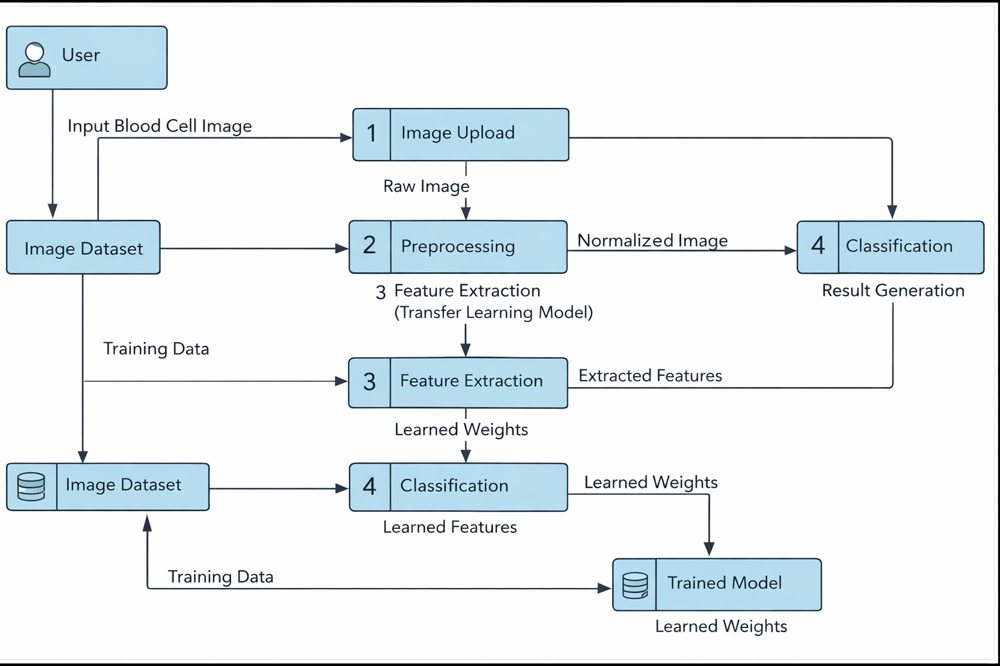 User
Input Blood Cell Image
1 Image Upload
Raw Image
Image Dataset
2 Preprocessing
Normalized Image
4 Classification
3 Feature Extraction
(Transfer Learning Model)
Result Generation
Training Data
3 Feature Extraction
Extracted Features
Learned Weights
Image Dataset
4 Classification
Learned Weights
Learned Features
Training Data
Trained Model
Learned Weights